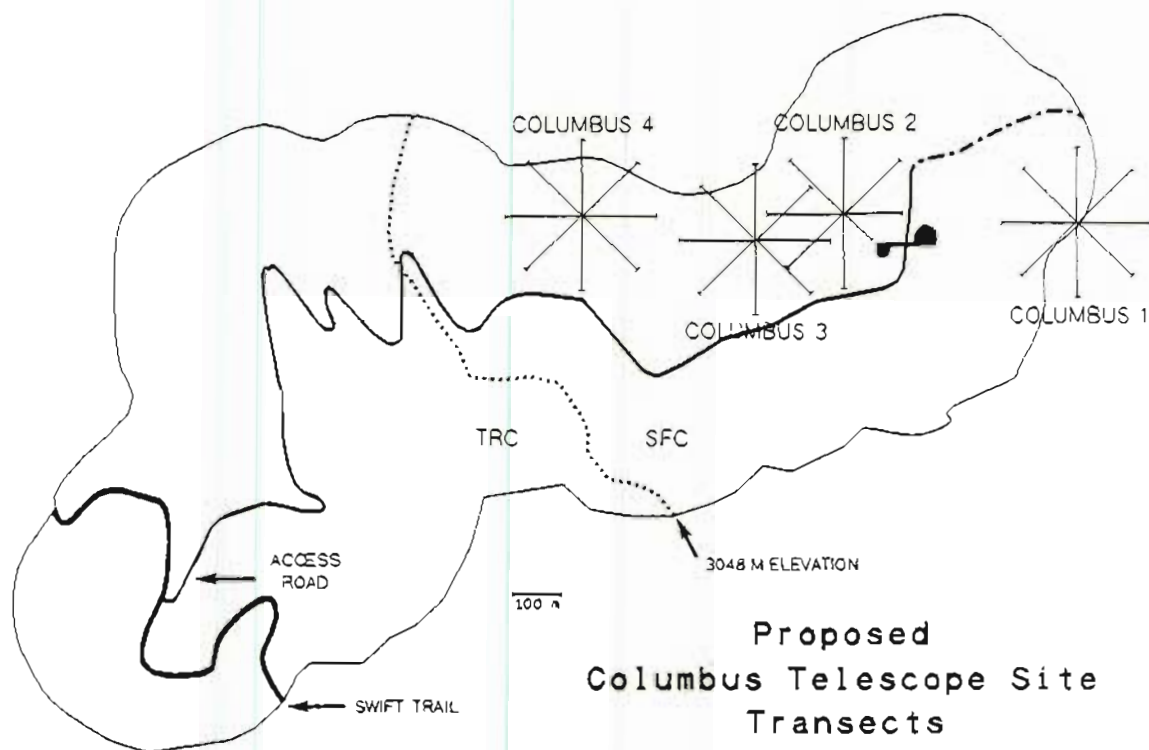 COLUMBUS 4
COLUMBUS 2
COLUMBUS 3
COLUMBUS 1
TRC
SFC
ACCESS
ROAD
3048 M ELEVATION
100 m
SWIFT TRAIL
Proposed
Columbus Telescope Site
Transects